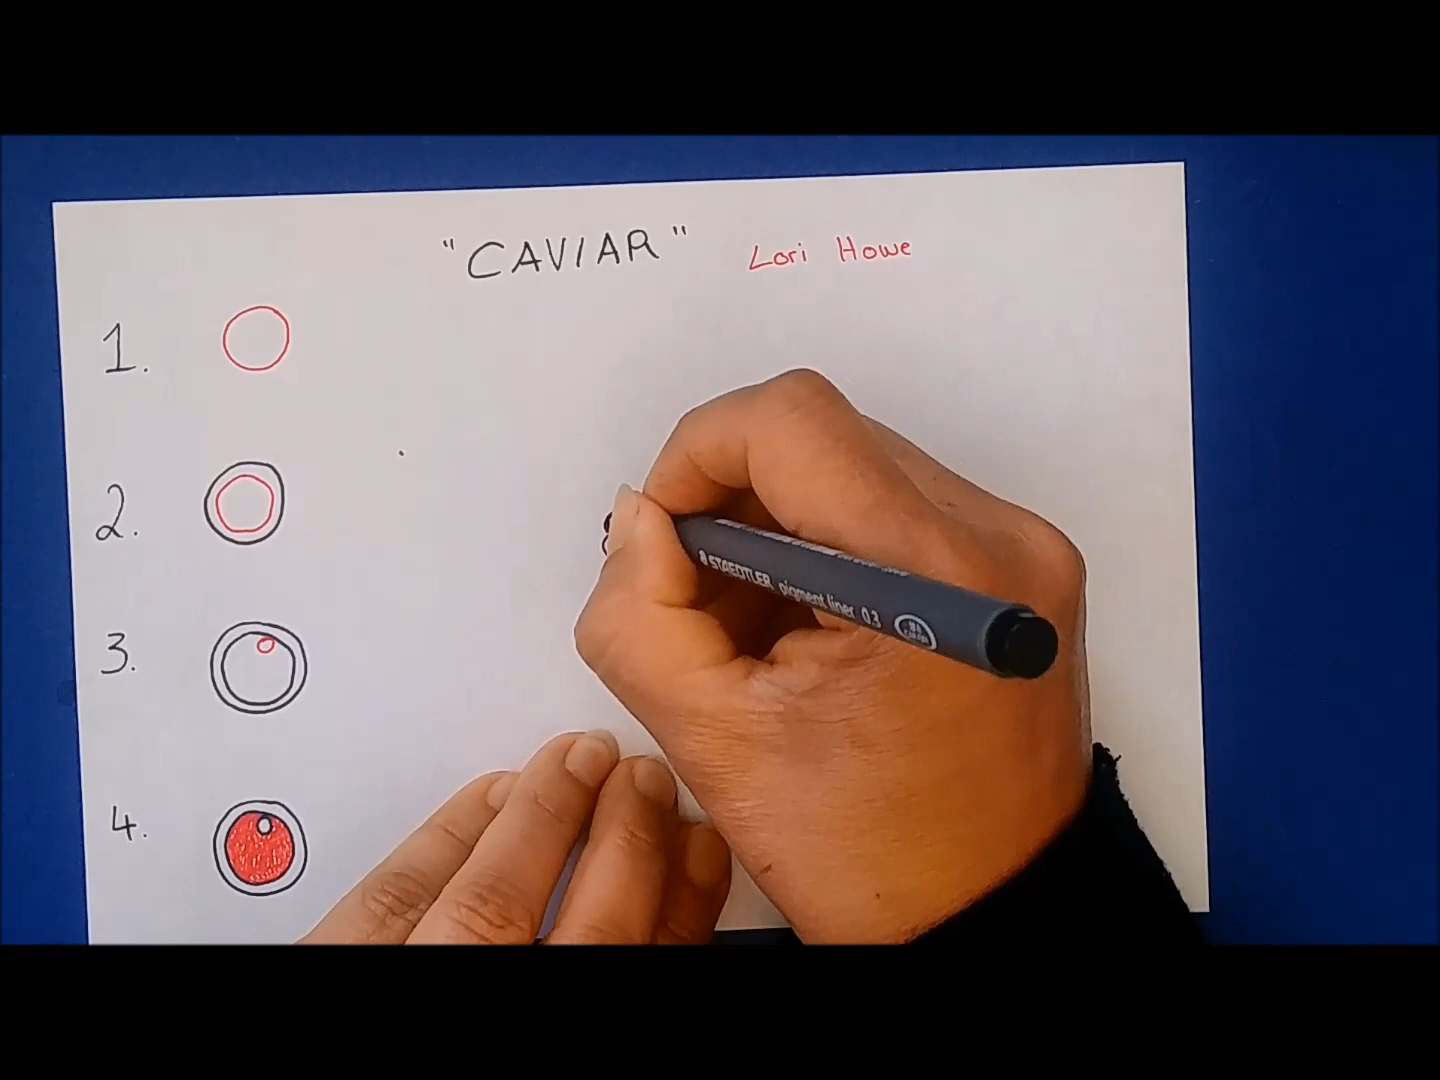 "CAVIAR" Lori Howe
1.
2.
3.
4.
STAEDTLER pigment liner 0.3